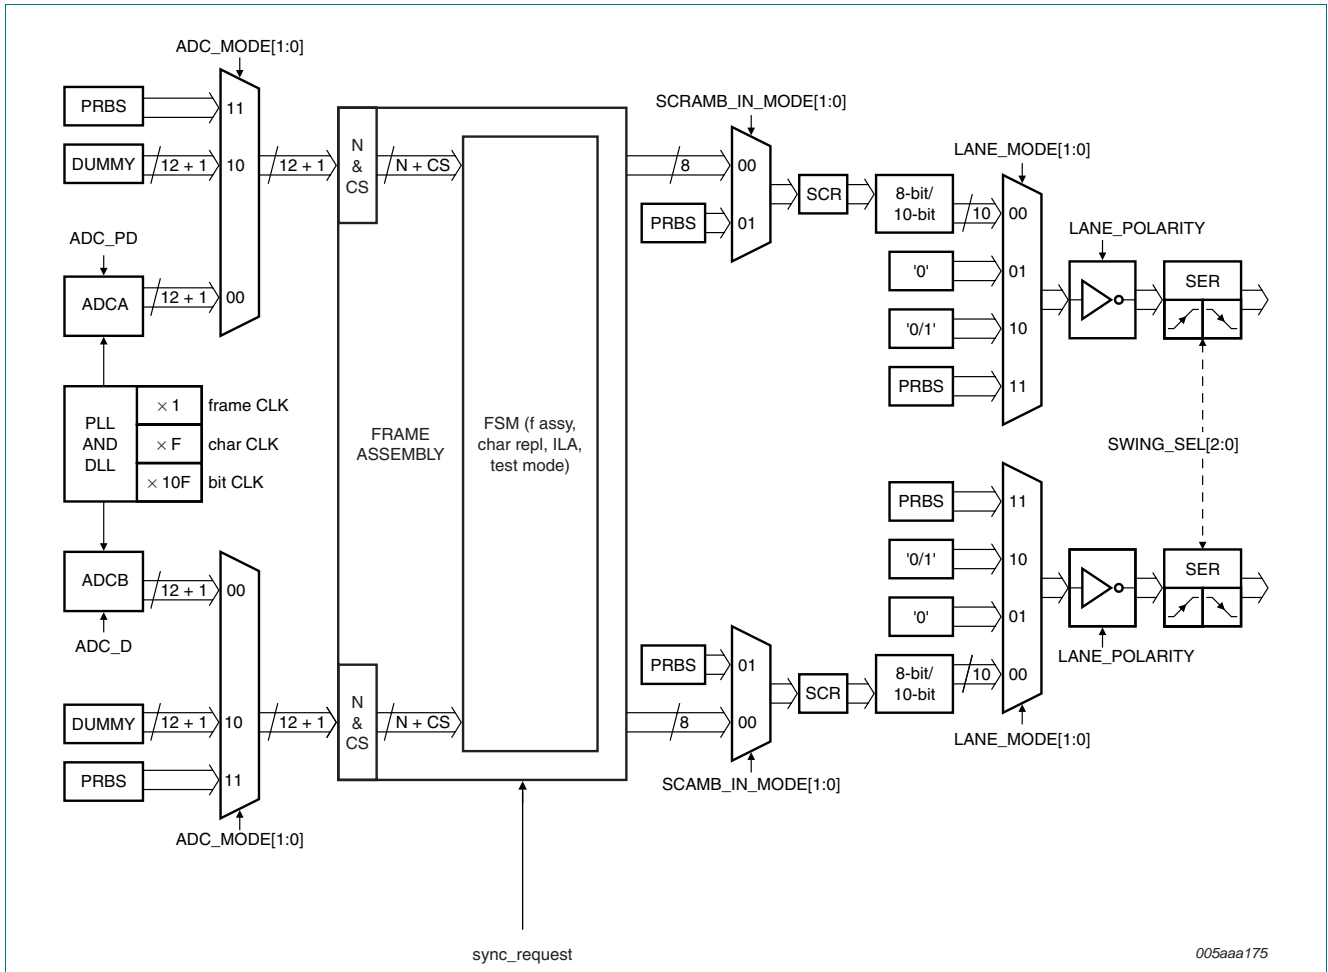 ADC_MODE[1:0]
PRBS
11
DUMMY
12 + 1
10
12 + 1
N
&
CS
N + CS
ADC_PD
ADCA
12 + 1
00
PLL
AND
DLL
× 1
frame CLK
× F
char CLK
× 10F
bit CLK
ADCB
12 + 1
00
ADC_D
DUMMY
12 + 1
10
12 + 1
N
&
CS
N + CS
PRBS
11
ADC_MODE[1:0]
FRAME
ASSEMBLY
FSM (f assy,
char repl, ILA,
test mode)
sync_request
SCRAMB_IN_MODE[1:0]
8
00
PRBS
01
SCR
8-bit/
10-bit
10
00
LANE_MODE[1:0]
'0'
01
'0/1'
10
PRBS
11
LANE_POLARITY
SER
SWING_SEL[2:0]
PRBS
11
'0/1'
10
'0'
01
8-bit/
10-bit
10
00
LANE_MODE[1:0]
LANE_POLARITY
SER
PRBS
01
SCR
8
00
SCAMB_IN_MODE[1:0]
005aaa175